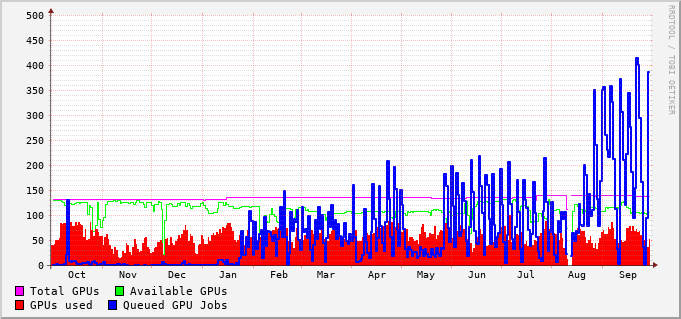 500
450
400
350
300
250
200
150
100
50
0
Oct Nov Dec Jan Feb Mar Apr May Jun Jul Aug Sep
Total GPUs Available GPUs
GPUs used Queued GPU Jobs
RRDTOOL / TOBI OETIKER